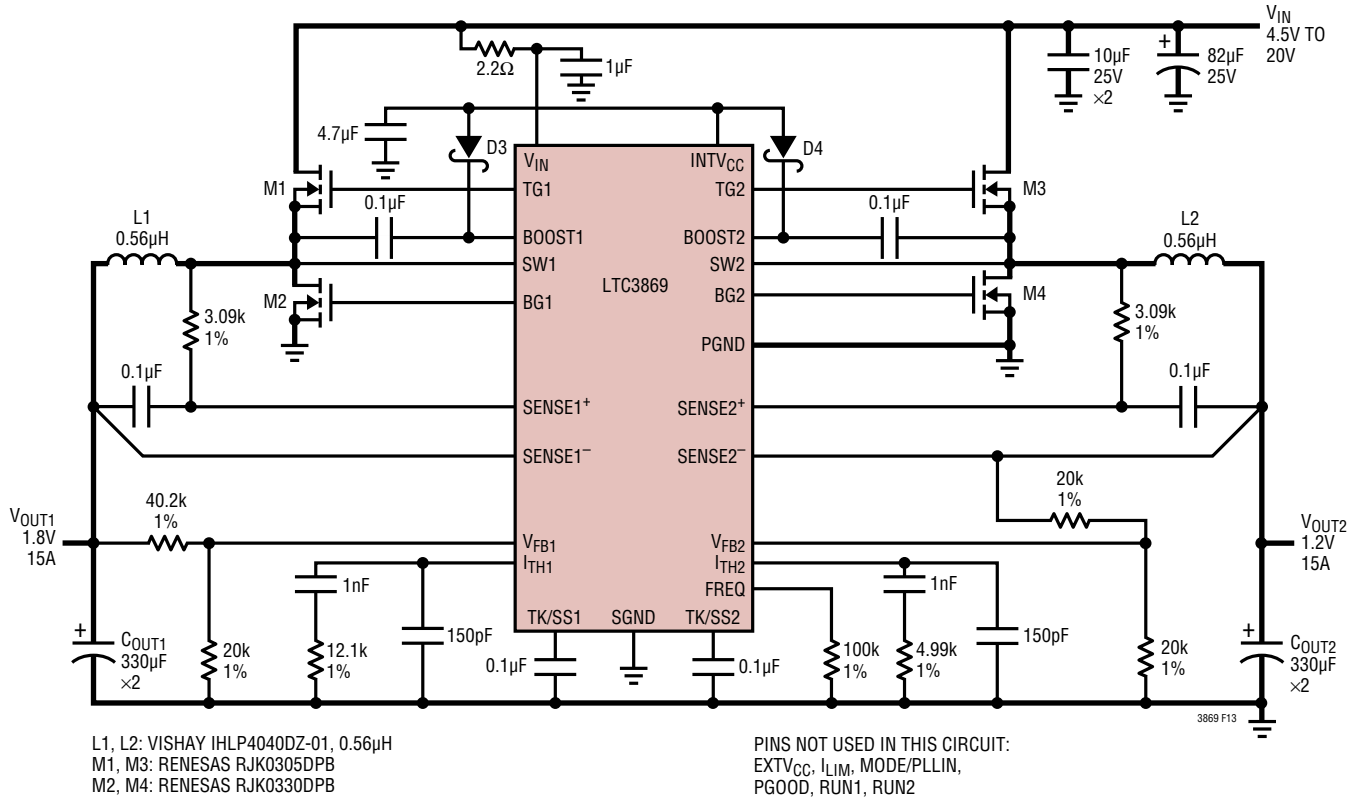 VIN
4.5V TO
20V
2.2Ω
1µF
10µF
25V
×2
+
82µF
25V
4.7µF
D3
D4
VIN
INTVCC
M1
TG1
TG2
M3
0.1µF
0.1µF
L1
0.56µH
L2
0.56µH
BOOST1
BOOST2
SW1
SW2
LTC3869
M2
BG1
BG2
M4
3.09k
1%
3.09k
1%
PGND
0.1µF
0.1µF
SENSE1+
SENSE2+
SENSE1–
SENSE2–
40.2k
1%
20k
1%
VOUT1
1.8V
15A
VOUT2
1.2V
15A
VFB1
VFB2
ITH1
ITH2
FREQ
1nF
1nF
TK/SS1
SGND
TK/SS2
+
COUT1
330µF
×2
20k
1%
12.1k
1%
150pF
0.1µF
0.1µF
100k
1%
4.99k
1%
150pF
20k
1%
+
COUT2
330µF
×2
3869 F13
L1, L2: VISHAY IHLP4040DZ-01, 0.56µH
M1, M3: RENESAS RJK0305DPB
M2, M4: RENESAS RJK0330DPB
PINS NOT USED IN THIS CIRCUIT:
EXTVCC, ILIM, MODE/PLLIN,
PGOOD, RUN1, RUN2